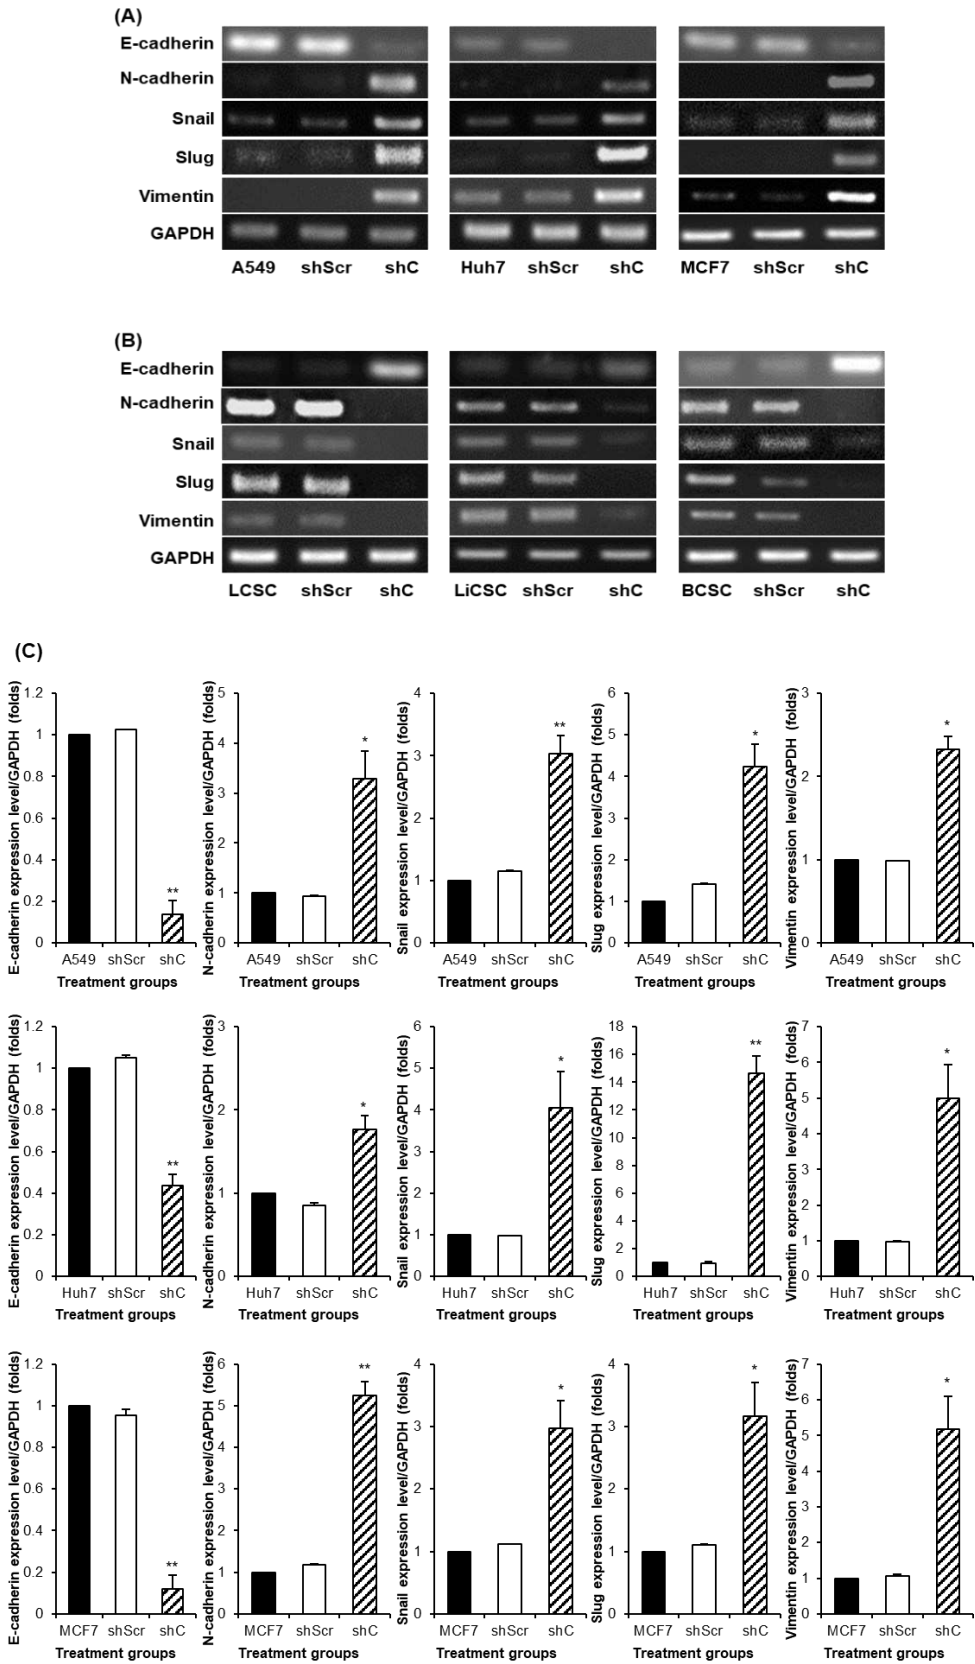 (A)
E-cadherin
N-cadherin
Snail
Slug
Vimentin
GAPDH
A549 shScr shC Huh7 shScr shC MCF7 shScr shC
(B)
E-cadherin
N-cadherin
Snail
Slug
Vimentin
GAPDH
LCSC shScr shC LiCSC shScr shC BCSC shScr shC
(C)
E-cadherin expression level/GAPDH (folds)
1.2
1
0.8
0.6
0.4
0.2
0
**
A549 shScr shC
Treatment groups
N-cadherin expression level/GAPDH (folds)
5
4
3
2
1
0
*
A549 shScr shC
Treatment groups
Snail expression level/GAPDH (folds)
4
3
2
1
0
**
A549 shScr shC
Treatment groups
Slug expression level/GAPDH (folds)
6
5
4
3
2
1
0
*
A549 shScr shC
Treatment groups
Vimentin expression level/GAPDH (folds)
3
2
1
0
*
A549 shScr shC
Treatment groups
E-cadherin expression level/GAPDH (folds)
1.2
1
0.8
0.6
0.4
0.2
0
**
Huh7 shScr shC
Treatment groups
N-cadherin expression level/GAPDH (folds)
3
2
1
0
*
Huh7 shScr shC
Treatment groups
Snail expression level/GAPDH (folds)
6
5
4
3
2
1
0
*
Huh7 shScr shC
Treatment groups
Slug expression level/GAPDH (folds)
18
16
14
12
10
8
6
4
2
0
**
Huh7 shScr shC
Treatment groups
Vimentin expression level/GAPDH (folds)
7
6
5
4
3
2
1
0
*
Huh7 shScr shC
Treatment groups
E-cadherin expression level/GAPDH (folds)
1.2
1
0.8
0.6
0.4
0.2
0
**
MCF7 shScr shC
Treatment groups
N-cadherin expression level/GAPDH (folds)
6
5
4
3
2
1
0
**
MCF7 shScr shC
Treatment groups
Snail expression level/GAPDH (folds)
4
3
2
1
0
*
MCF7 shScr shC
Treatment groups
Slug expression level/GAPDH (folds)
4
3
2
1
0
*
MCF7 shScr shC
Treatment groups
Vimentin expression level/GAPDH (folds)
7
6
5
4
3
2
1
0
*
MCF7 shScr shC
Treatment groups